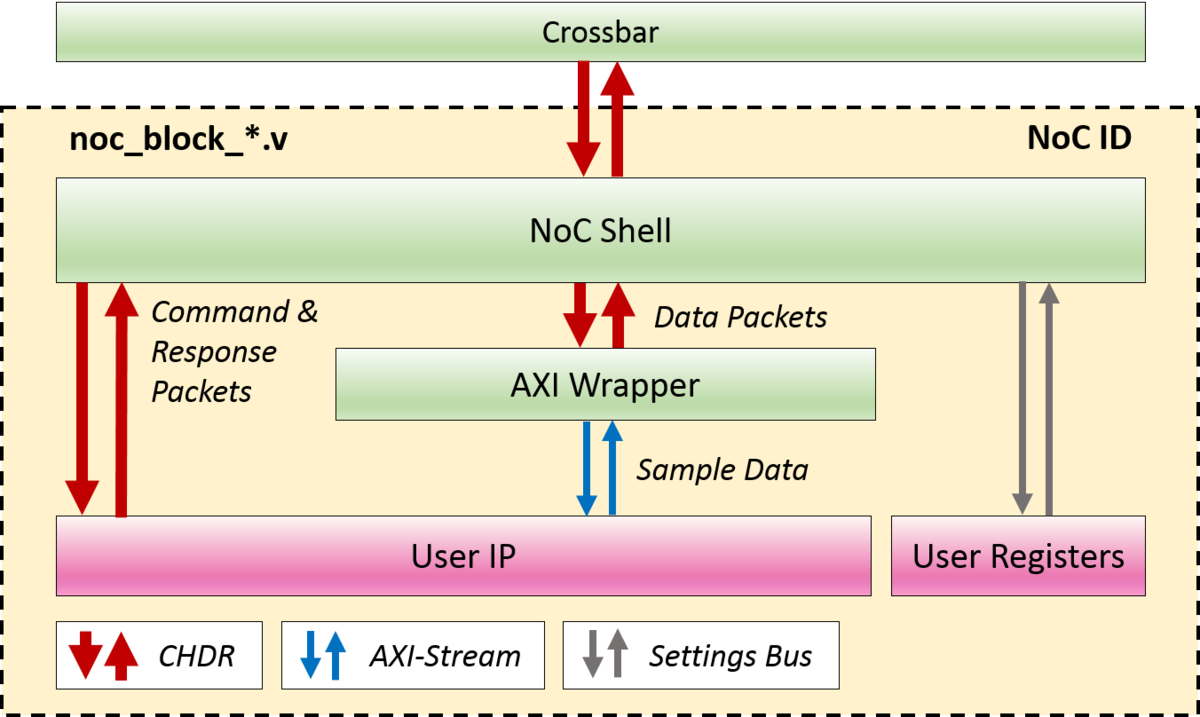 Crossbar
noc_block_*.v
NoC ID
NoC Shell
Command &
Response
Packets
Data Packets
AXI Wrapper
Sample Data
User IP
User Registers
CHDR
AXI-Stream
Settings Bus